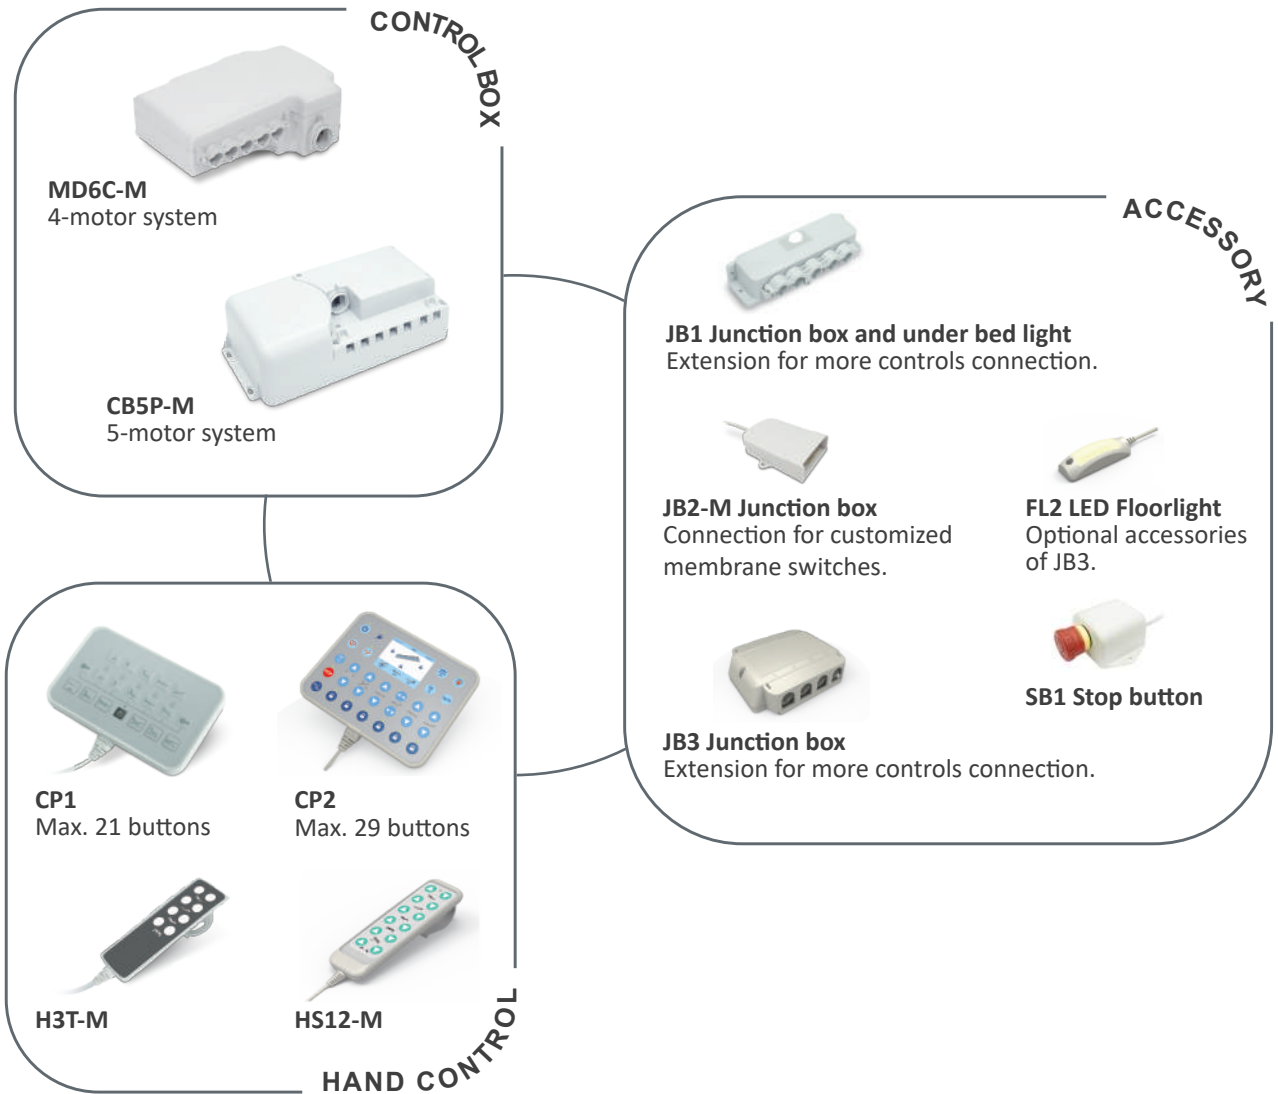 CONTROL BOX
MD6C-M
4-motor system
CB5P-M
5-motor system
ACCESSORY
JB1 Junction box and under bed light
Extension for more controls connection.
JB2-M Junction box
Connection for customized
membrane switches.
FL2 LED Floorlight
Optional accessories
of JB3.
SB1 Stop button
JB3 Junction box
Extension for more controls connection.
CP1
Max. 21 buttons
CP2
Max. 29 buttons
H3T-M
HS12-M
HAND CONTROL